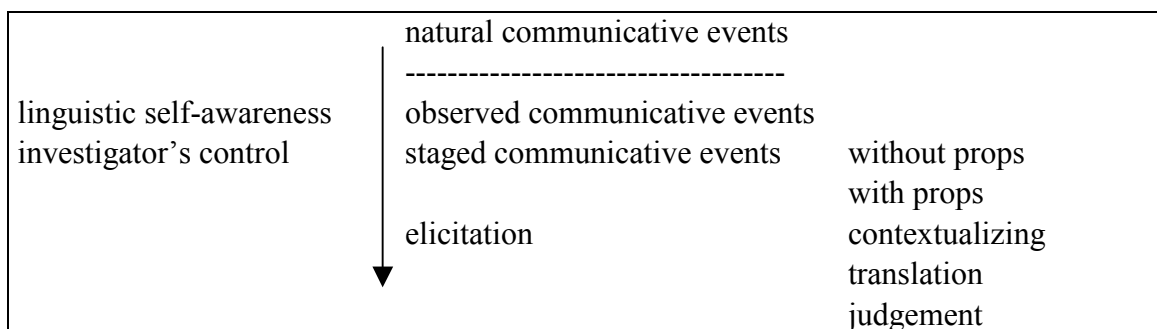 natural communicative events
------------------------------------
linguistic self-awareness observed communicative events
investigator's control staged communicative events without props
with props
elicitation contextualizing
translation
judgement